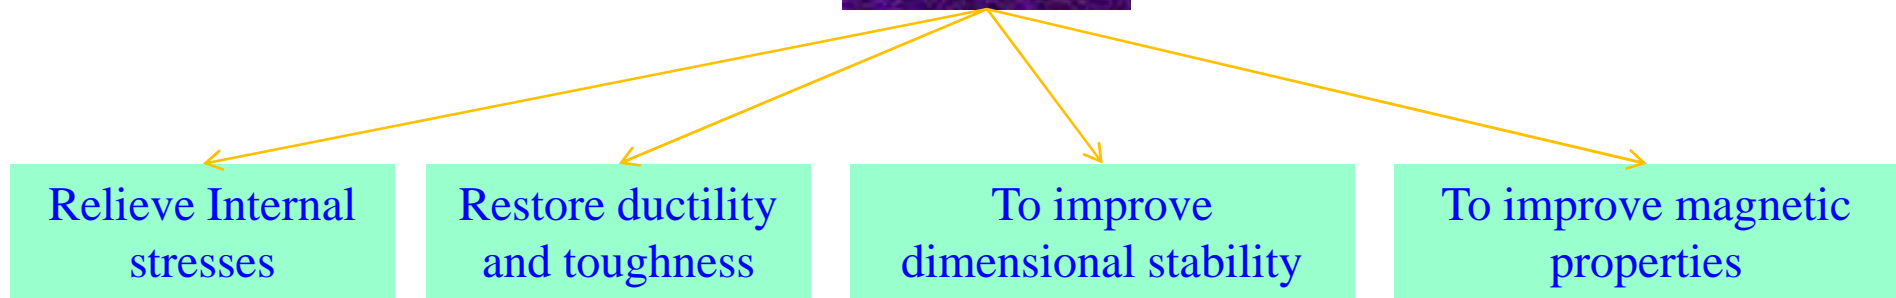 Relieve Internal
stresses
Restore ductility
and toughness
To improve
dimensional stability
To improve magnetic
properties